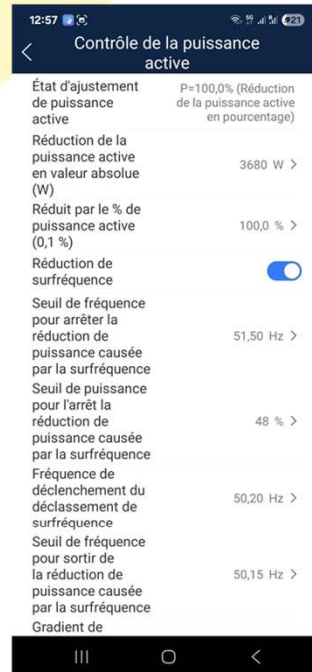 12:57
21
Contrôle de la puissance
active
État d'ajustement
de puissance
active
P=100,0% (Réduction
de la puissance active
en pourcentage)
Réduction de la
puissance active
en valeur absolue
(W)
3680 W >
Réduit par le % de
puissance active
(0,1 %)
100,0 % >
Réduction de
surfréquence
Seuil de fréquence
pour arrêter la
réduction de
puissance causée
par la surfréquence
51,50 Hz >
Seuil de puissance
pour l'arrêt la
réduction de
puissance causée
par la surfréquence
48 % >
Fréquence de
déclenchement du
déclassement de
surfréquence
50,20 Hz >
Seuil de fréquence
pour sortir de
la réduction de
puissance causée
par la surfréquence
50,15 Hz >
Gradient de